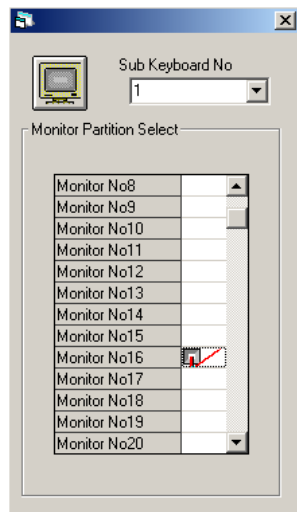 Sub Keyboard No
1
Monitor Partition Select
Monitor No8
Monitor No9
Monitor No10
Monitor No11
Monitor No12
Monitor No13
Monitor No14
Monitor No15
Monitor No16
Monitor No17
Monitor No18
Monitor No19
Monitor No20